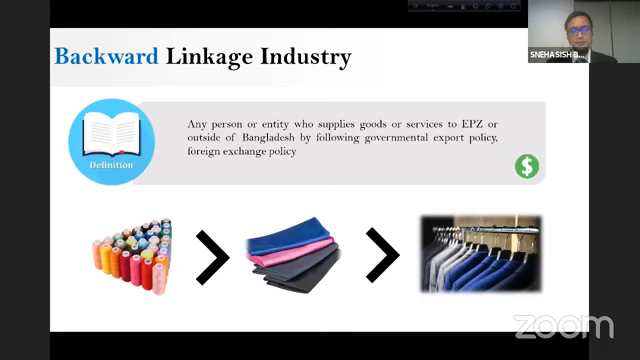 SNEHASISH B...
Backward Linkage Industry
Any person or entity who supplies goods or services to EPZ or
outside of Bangladesh by following governmental export policy,
foreign exchange policy
Definition
$
zoom